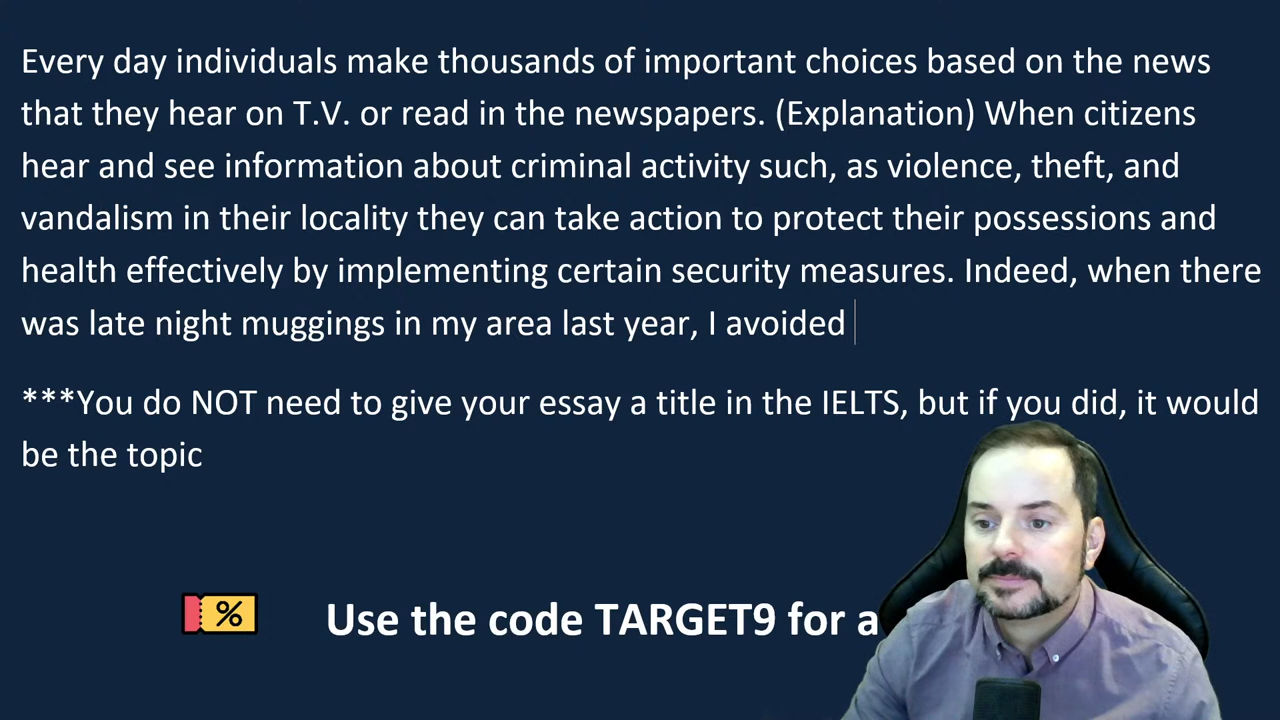 Every day individuals make thousands of important choices based on the news
that they hear on T.V. or read in the newspapers. (Explanation) When citizens
hear and see information about criminal activity such, as violence, theft, and
vandalism in their locality they can take action to protect their possessions and
health effectively by implementing certain security measures. Indeed, when there
was late night muggings in my area last year, I avoided
***You do NOT need to give your essay a title in the IELTS, but if you did, it would
be the topic
% Use the code TARGET9 for a